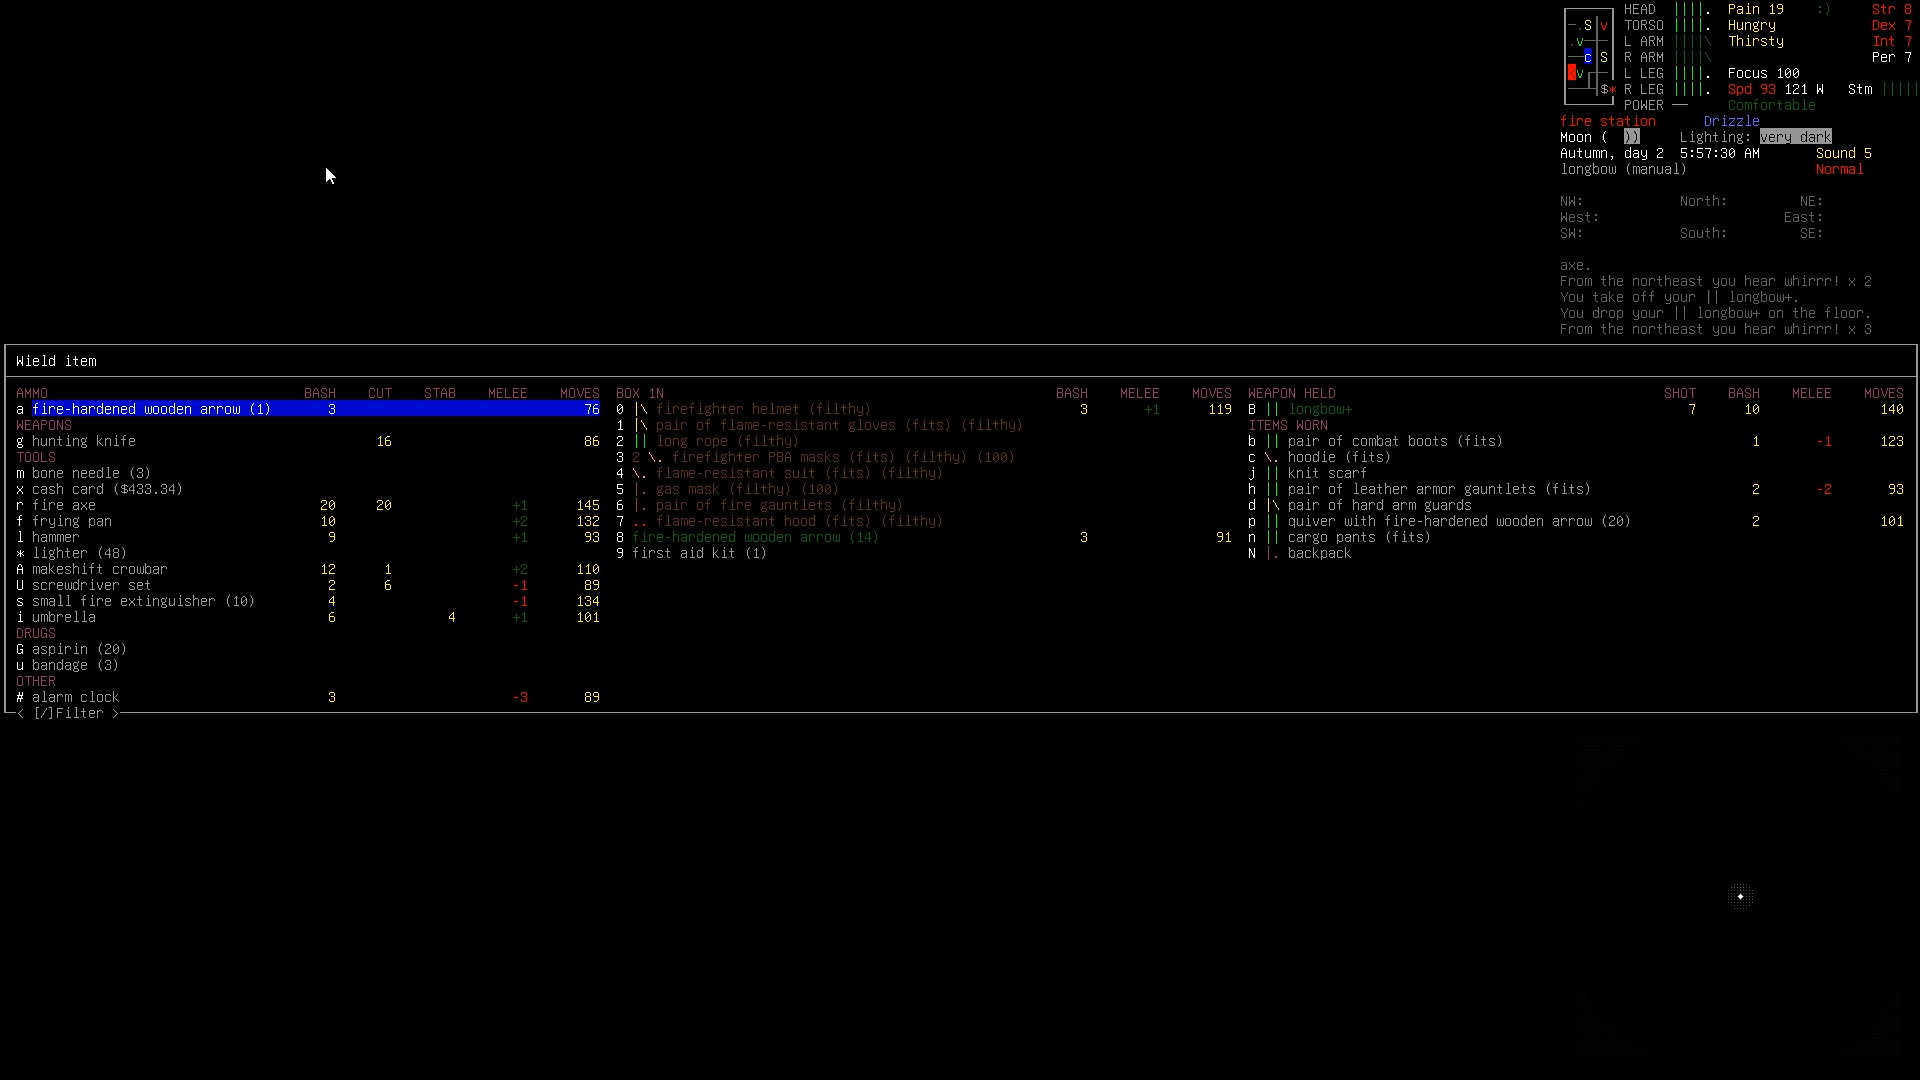 HEAD ||||. Pain 19 :) Str 8
TORSO ||||. Hungry Dex 7
L ARM ||||\ Thirsty Int 7
R ARM ||||\ Per 7
L LEG ||||. Focus 100
R LEG ||||. Spd 93 121 W Stm |||||
POWER —
Comfortable
fire station Drizzle
Moon ( )) Lighting: very dark
Autumn, day 2 5:57:30 AM Sound 5
longbow (manual) Normal
NW: North: NE:
West: East:
SW: South: SE:
axe.
From the northeast you hear whirrr! x 2
You take off your || longbow+.
You drop your || longbow+ on the floor.
From the northeast you hear whirrr! x 3
Wield item
AMMO BASH CUT STAB MELEE MOVES
a fire-hardened wooden arrow (1) 3 76
WEAPONS
g hunting knife 16 86
TOOLS
m bone needle (3)
x cash card ($433.34)
r fire axe 20 20 +1 145
f frying pan 10 +2 132
l hammer 9 +1 93
* lighter (48)
A makeshift crowbar 12 1 +2 110
U screwdriver set 2 6 -1 89
s small fire extinguisher (10) 4 -1 134
i umbrella 6 4 +1 101
DRUGS
G aspirin (20)
u bandage (3)
OTHER
# alarm clock 3 -3 89
< [/]Filter >
BOX 1N BASH MELEE MOVES
0 |\ firefighter helmet (filthy) 3 +1 119
1 |\ pair of flame-resistant gloves (fits) (filthy)
2 || long rope (filthy)
3 2 \. firefighter PBA masks (fits) (filthy) (100)
4 \. flame-resistant suit (fits) (filthy)
5 |. gas mask (filthy) (100)
6 |. pair of fire gauntlets (filthy)
7 .. flame-resistant hood (fits) (filthy)
8 fire-hardened wooden arrow (14) 3 91
9 first aid kit (1)
WEAPON HELD SHOT BASH MELEE MOVES
B || longbow+ 7 10 140
ITEMS WORN
b || pair of combat boots (fits) 1 -1 123
c \. hoodie (fits)
j || knit scarf
h || pair of leather armor gauntlets (fits) 2 -2 93
d |\ pair of hard arm guards
p || quiver with fire-hardened wooden arrow (20) 2 101
n || cargo pants (fits)
N |. backpack